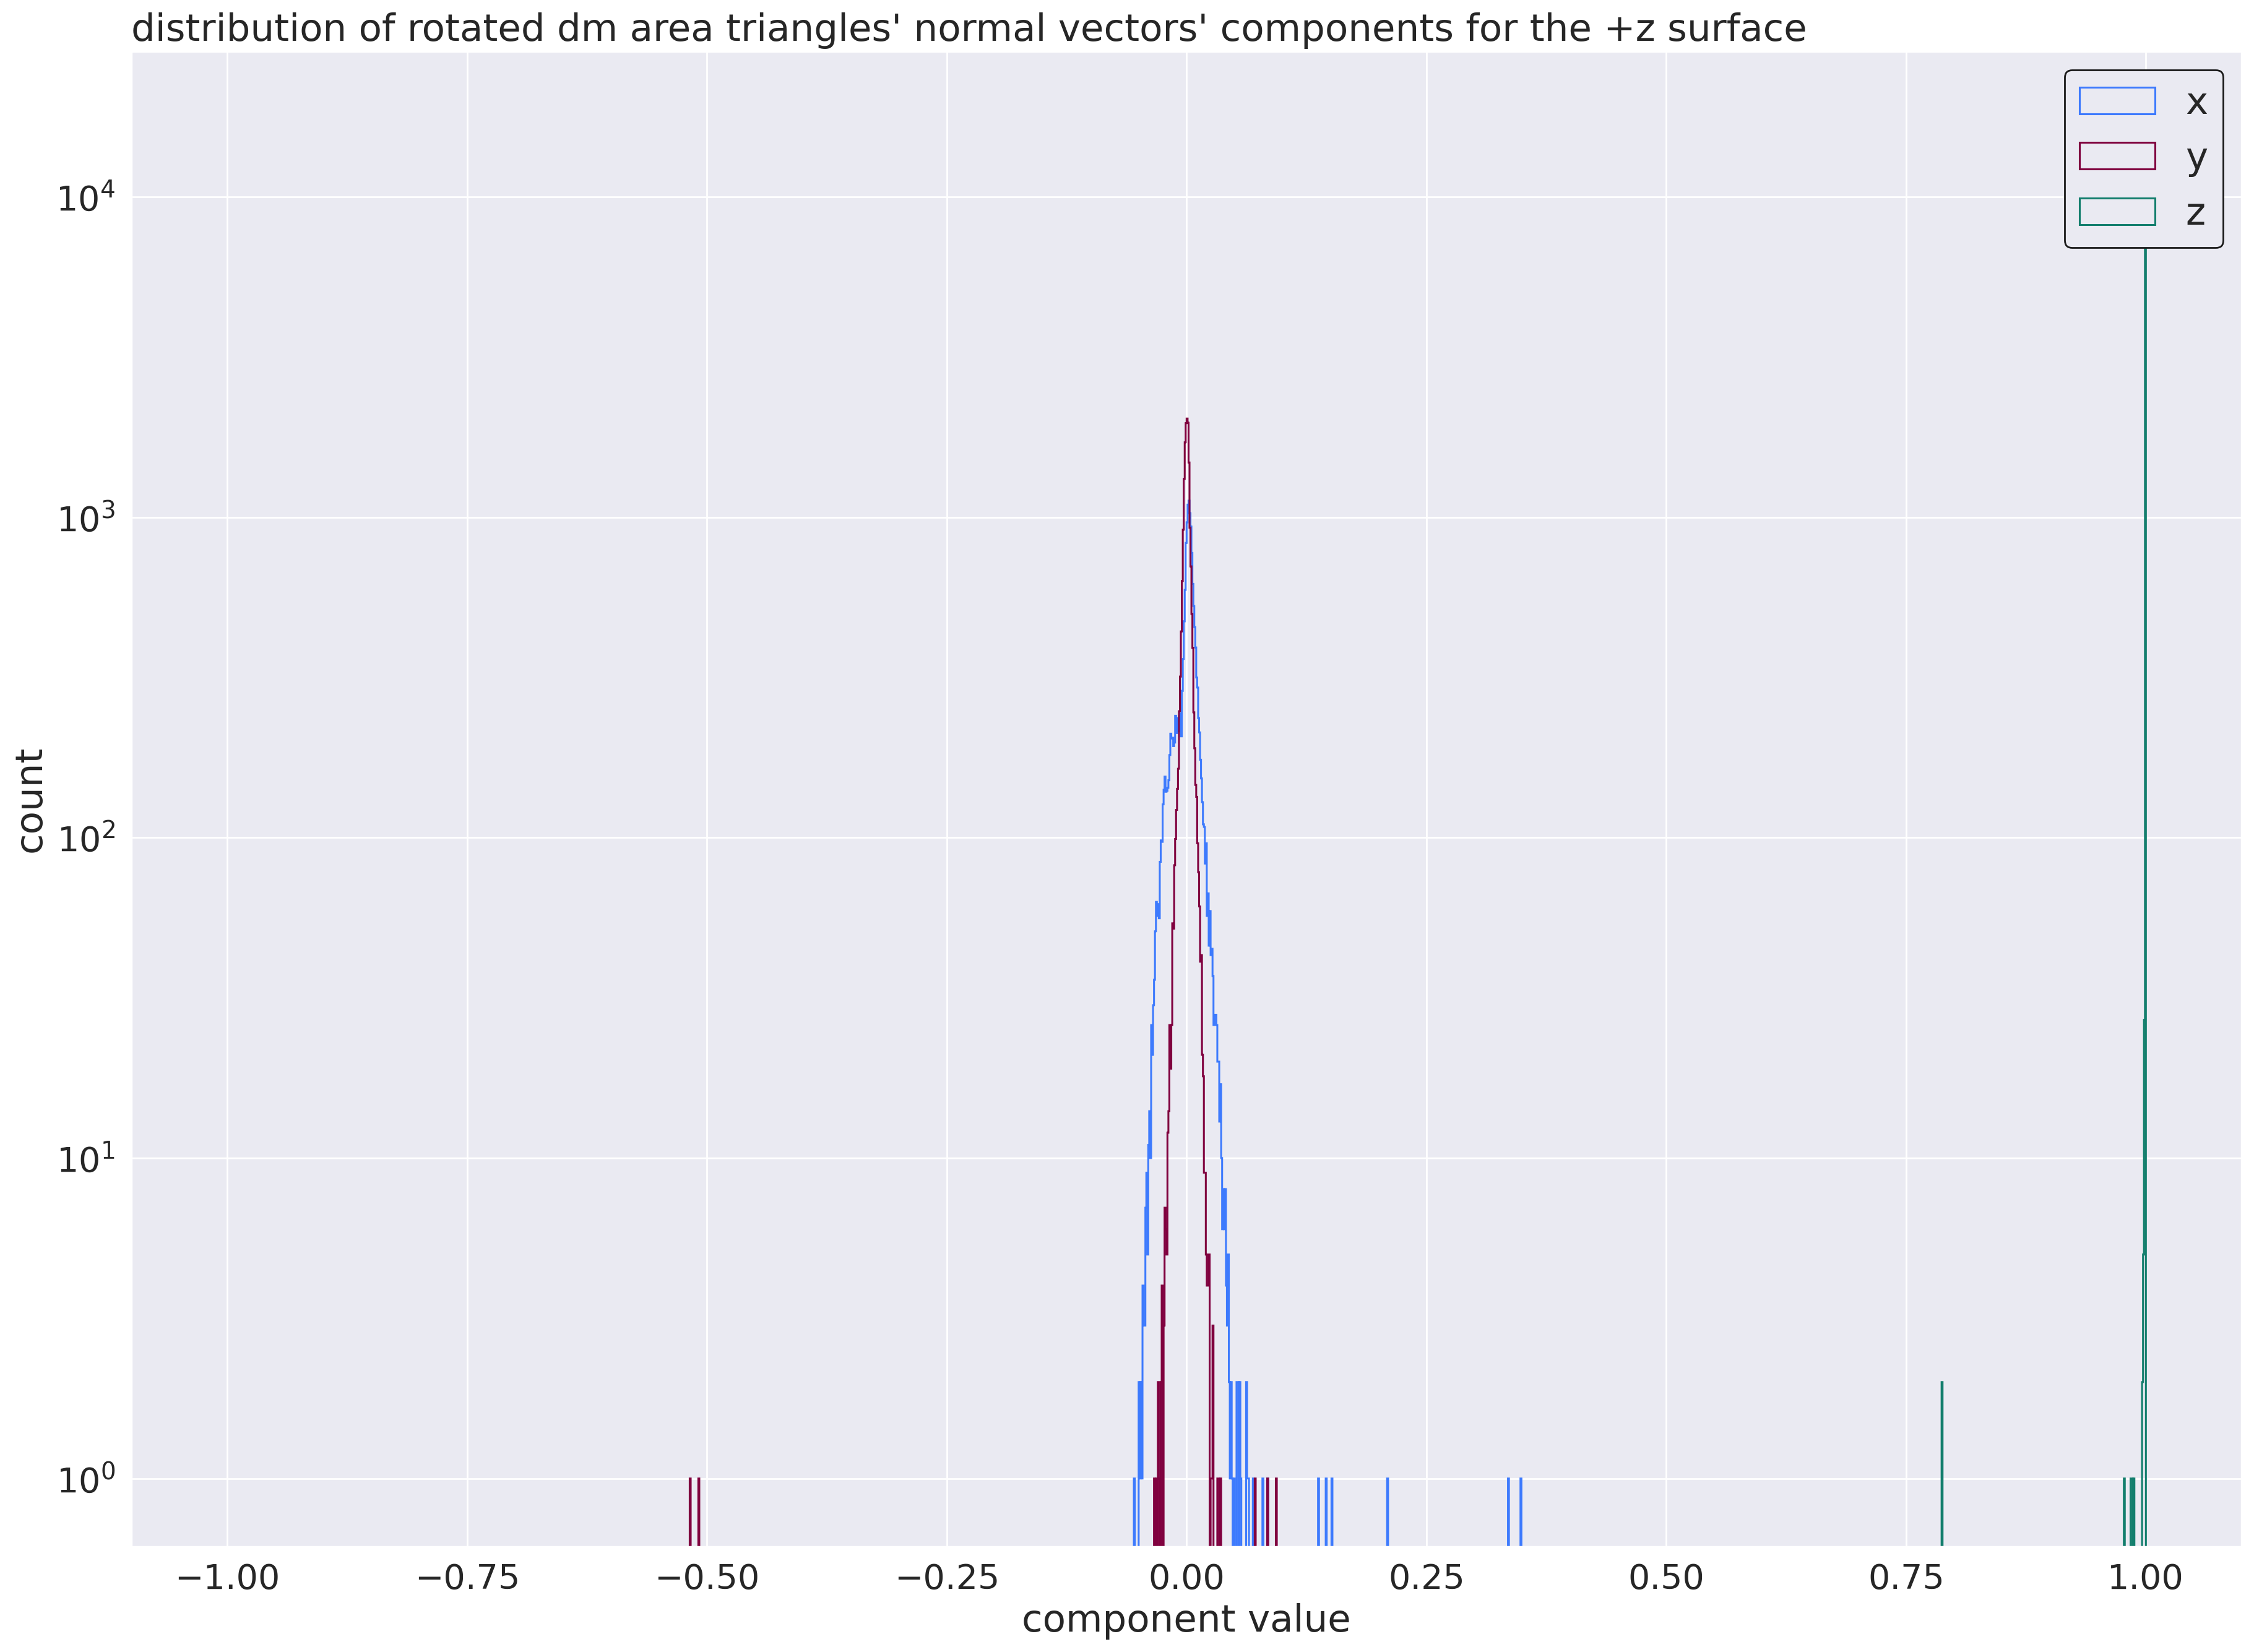 distribution of rotated dm area triangles' normal vectors' components for the +z surface
x
y
z
10⁴
10³
10²
10¹
10⁰
count
−1.00 −0.75 −0.50 −0.25 0.00 0.25 0.50 0.75 1.00
component value